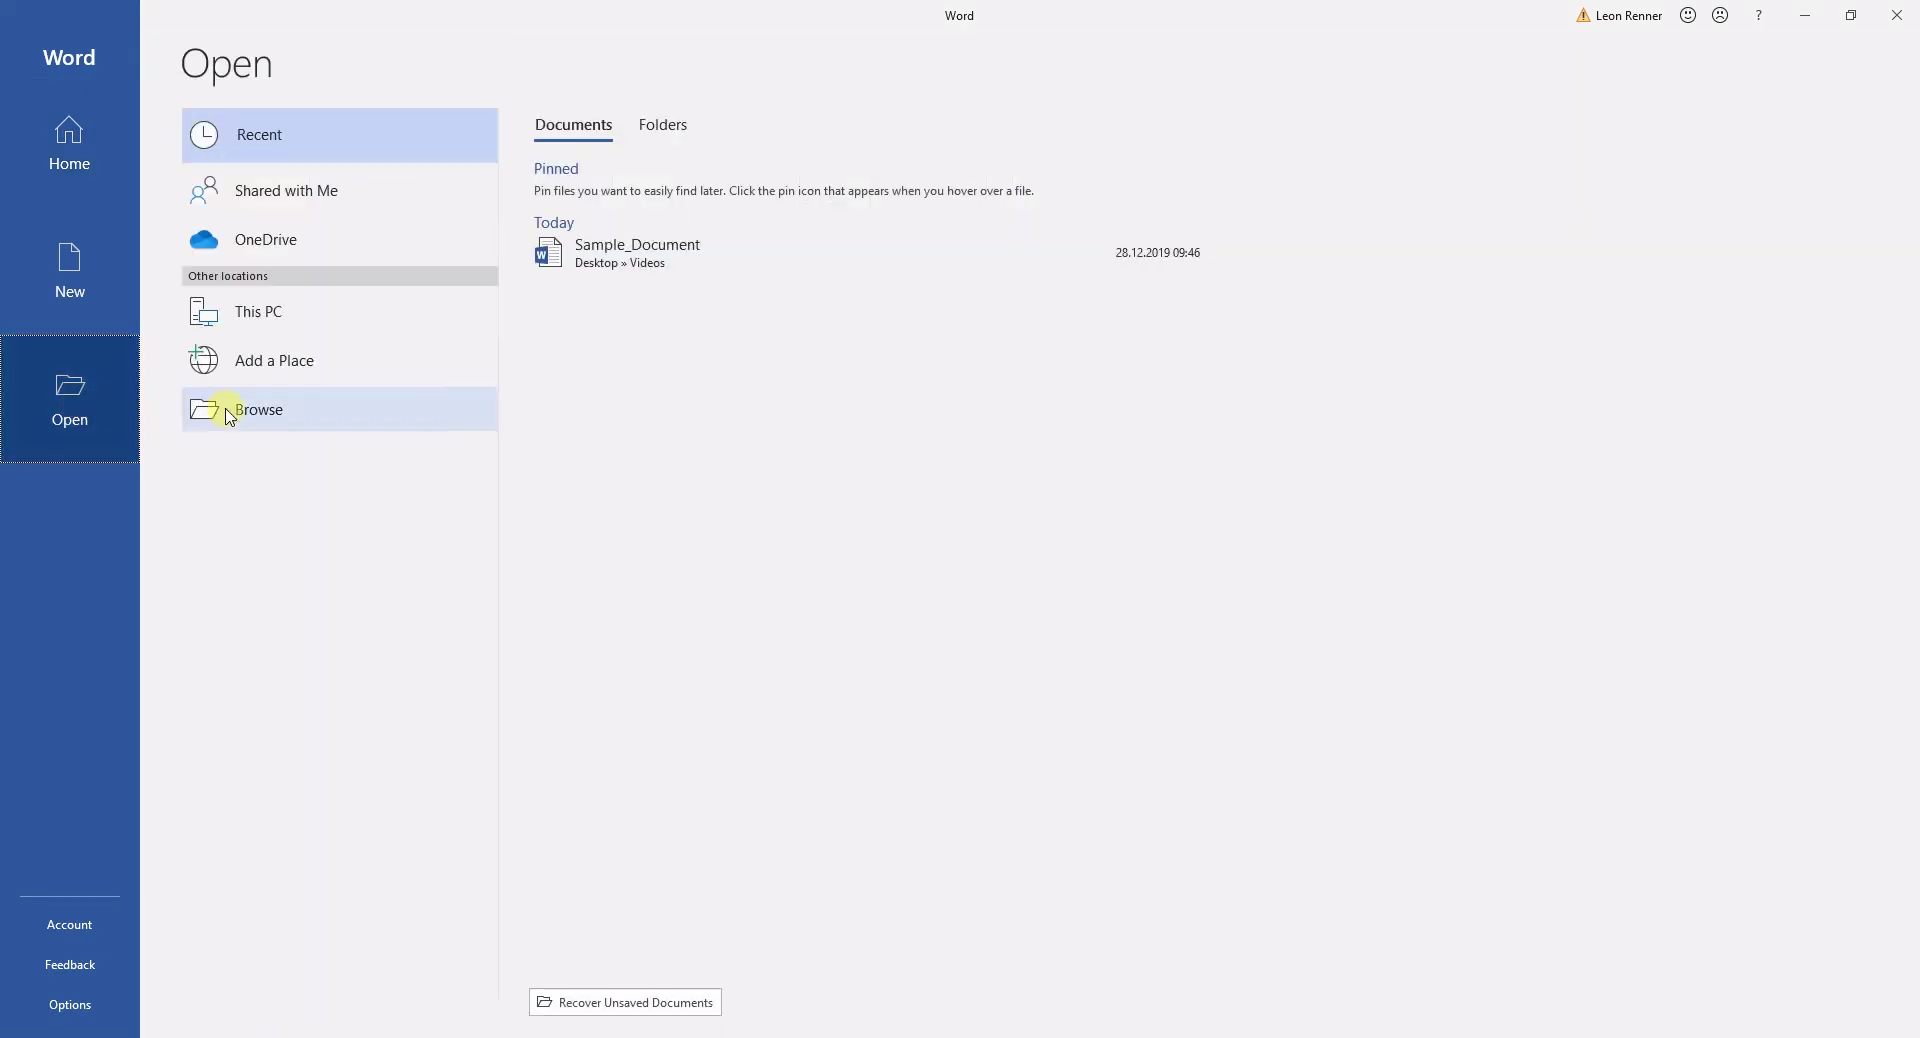 Word
Leon Renner
?
Word
Home
New
Open
Account
Feedback
Options
Open
Recent
Shared with Me
OneDrive
Other locations
This PC
Add a Place
Browse
Documents Folders
Pinned
Pin files you want to easily find later. Click the pin icon that appears when you hover over a file.
Today
W
Sample_Document
Desktop » Videos
28.12.2019 09:46
Recover Unsaved Documents